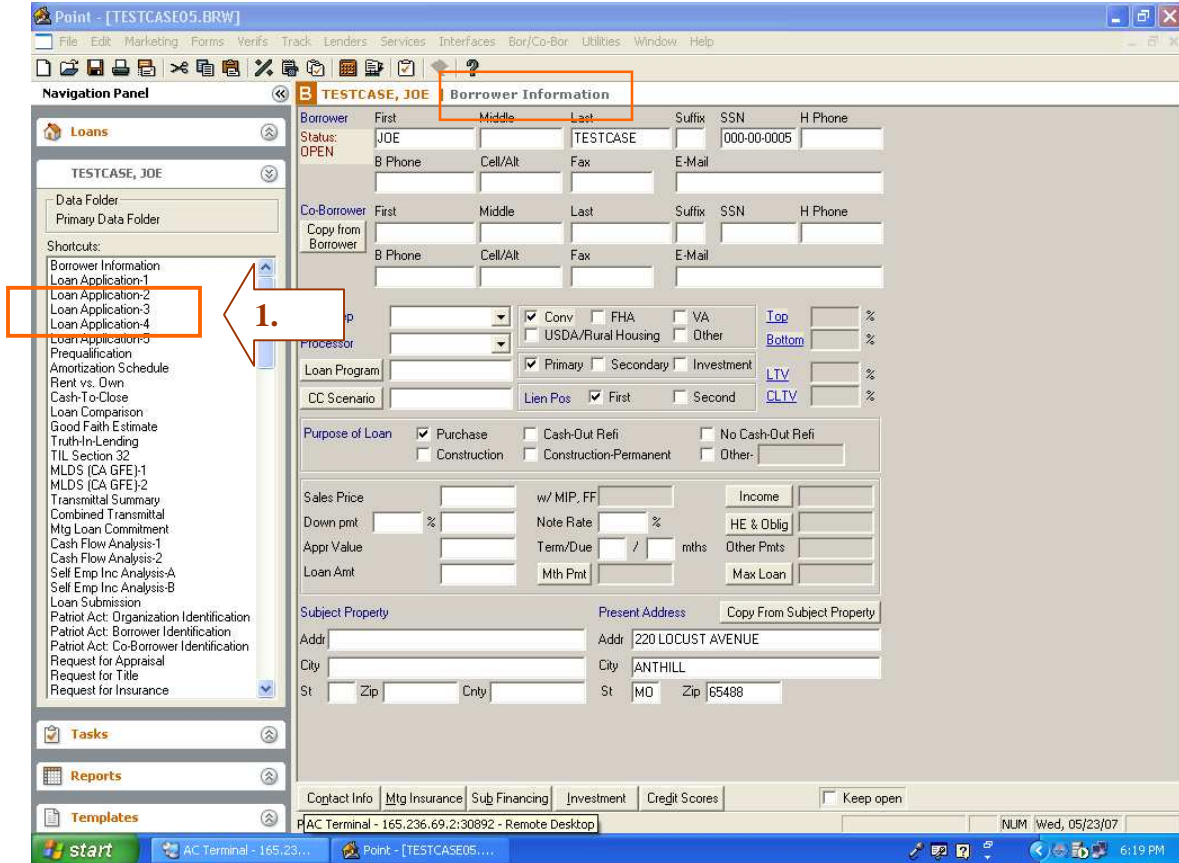 Point - [TESTCASE05.BRW]
File Edit Marketing Forms Verifs Track Lenders Services Interfaces Bor/Co-Bor Utilities Window Help
Navigation Panel
Loans
TESTCASE, JOE
Data Folder
Primary Data Folder
Shortcuts:
Borrower Information
Loan Application-1
Loan Application-2
Loan Application-3
Loan Application-4
Loan Application-5
Prequalification
Amortization Schedule
Rent vs. Own
Cash-To-Close
Loan Comparison
Good Faith Estimate
Truth-In-Lending
TIL Section 32
MLDS (CA GFE)-1
MLDS (CA GFE)-2
Transmittal Summary
Combined Transmittal
Mtg Loan Commitment
Cash Flow Analysis-1
Cash Flow Analysis-2
Self Emp Inc Analysis-A
Self Emp Inc Analysis-B
Loan Submission
Patriot Act: Organization Identification
Patriot Act: Borrower Identification
Patriot Act: Co-Borrower Identification
Request for Appraisal
Request for Title
Request for Insurance
Tasks
Reports
Templates
1.
B TESTCASE, JOE | Borrower Information
Borrower First Middle Last Suffix SSN H Phone
Status: JOE TESTCASE 000-00-0005
OPEN
B Phone Cell/Alt Fax E-Mail
Co-Borrower First Middle Last Suffix SSN H Phone
Copy from
Borrower
B Phone Cell/Alt Fax E-Mail
Conv FHA VA Top %
Processor USDA/Rural Housing Other Bottom %
Loan Program Primary Secondary Investment LTV %
CC Scenario Lien Pos First Second CLTV %
Purpose of Loan Purchase Cash-Out Refi No Cash-Out Refi
Construction Construction-Permanent Other-
Sales Price w/ MIP, FF Income
Down pmt % Note Rate % HE & Oblig
Appr Value Term/Due / mths Other Pmts
Loan Amt Mth Pmt Max Loan
Subject Property Present Address Copy From Subject Property
Addr Addr 220 LOCUST AVENUE
City City ANTHILL
St Zip Cnty St MO Zip 65488
Contact Info Mtg Insurance Sub Financing Investment Credit Scores Keep open
AC Terminal - 165.236.69.2:30892 - Remote Desktop NUM Wed, 05/23/07
start AC Terminal - 165.23... Point - [TESTCASE05.... 6:19 PM